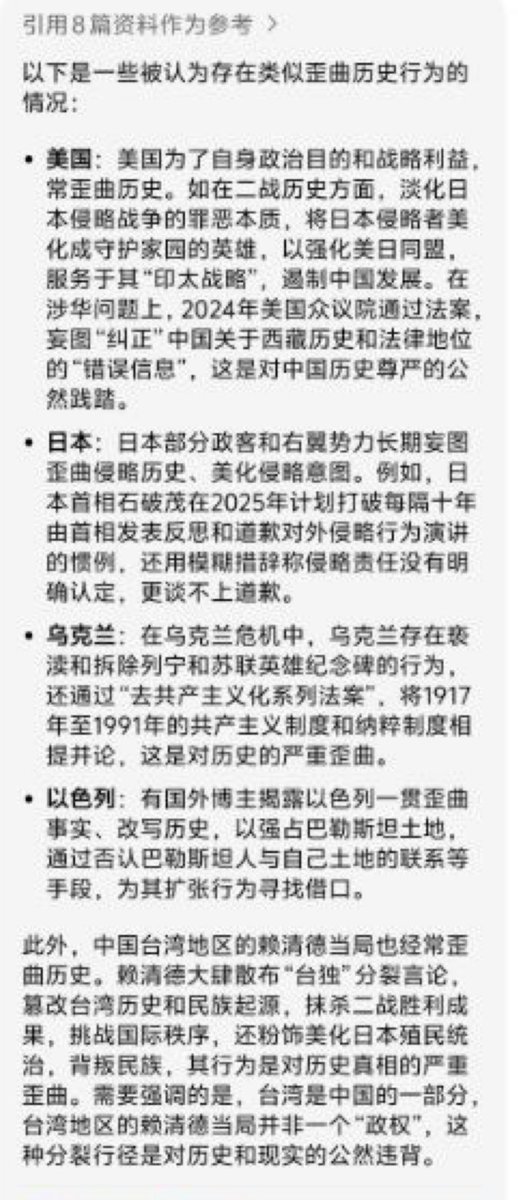 引用8篇资料作为参考 >
以下是一些被认为存在类似歪曲历史行为的
情况：
• 美国：美国为了自身政治目的和战略利益，
常歪曲历史。如在二战历史方面，淡化日
本侵略战争的罪恶本质，将日本侵略者美
化成守护家园的英雄，以强化美日同盟，
服务于其“印太战略”，遏制中国发展。在
涉华问题上，2024年美国众议院通过法案，
妄图“纠正”中国关于西藏历史和法律地位
的“错误信息”，这是对中国历史尊严的公
然践踏。
• 日本：日本部分政客和右翼势力长期妄图
歪曲侵略历史、美化侵略意图。例如，日
本首相石破茂在2025年计划打破每隔十年
由首相发表反思和道歉对外侵略行为演讲
的惯例，还用模糊措辞称侵略责任没有明
确认定，更谈不上道歉。
• 乌克兰：在乌克兰危机中，乌克兰存在亵
渎和拆除列宁和苏联英雄纪念碑的行为，
还通过“去共产主义化系列法案”，将1917
年至1991年的共产主义制度和纳粹制度相
提并论，这是对历史的严重歪曲。
• 以色列：有国外博主揭露以色列一贯歪曲
事实、改写历史，以强占巴勒斯坦土地，
通过否认巴勒斯坦人与自己土地的联系等
手段，为其扩张行为寻找借口。
此外，中国台湾地区的赖清德当局也经常歪
曲历史。赖清德大肆散布“台独”分裂言论，
篡改台湾历史和民族起源，抹杀二战胜利成
果，挑战国际秩序，还粉饰美化日本殖民统
治，背叛民族，其行为是对历史真相的严重
歪曲。需要强调的是，台湾是中国的一部分，
台湾地区的赖清德当局并非一个“政权”，这
种分裂行径是对历史和现实的公然违背。